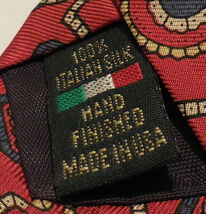 100%
ITALIAN SILK
HAND
FINISHED
MADE IN USA